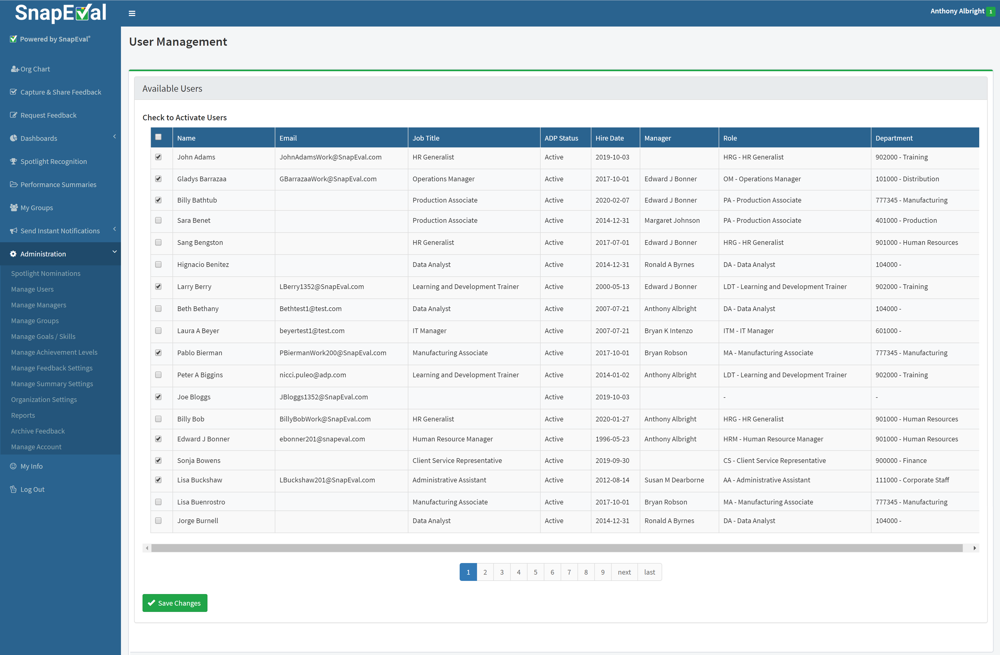 SnapEval
Anthony Albright 1
Powered by SnapEval®
Org Chart
Capture & Share Feedback
Request Feedback
Dashboards
Spotlight Recognition
Performance Summaries
My Groups
Send Instant Notifications
Administration
Spotlight Nominations
Manage Users
Manage Managers
Manage Groups
Manage Goals / Skills
Manage Achievement Levels
Manage Feedback Settings
Manage Summary Settings
Organization Settings
Reports
Archive Feedback
Manage Account
My Info
Log Out
User Management
Available Users
Check to Activate Users
Name Email Job Title ADP Status Hire Date Manager Role Department
John Adams JohnAdamsWork@SnapEval.com HR Generalist Active 2019-10-03 HRG - HR Generalist 902000 - Training
Gladys Barrazaa GBarrazaaWork@SnapEval.com Operations Manager Active 2017-10-01 Edward J Bonner OM - Operations Manager 101000 - Distribution
Billy Bathtub Production Associate Active 2020-02-07 Edward J Bonner PA - Production Associate 777345 - Manufacturing
Sara Benet Production Associate Active 2014-12-31 Margaret Johnson PA - Production Associate 401000 - Production
Sang Bengston HR Generalist Active 2017-07-01 Edward J Bonner HRG - HR Generalist 901000 - Human Resources
Hignacio Benitez Data Analyst Active 2014-12-31 Ronald A Byrnes DA - Data Analyst 104000 -
Larry Berry LBerry1352@SnapEval.com Learning and Development Trainer Active 2000-05-13 Edward J Bonner LDT - Learning and Development Trainer 902000 - Training
Beth Bethany Bethtest1@test.com Data Analyst Active 2007-07-21 Anthony Albright DA - Data Analyst 104000 -
Laura A Beyer beyertest1@test.com IT Manager Active 2007-07-21 Bryan K Intenzo ITM - IT Manager 601000 -
Pablo Bierman PBiermanWork200@SnapEval.com Manufacturing Associate Active 2017-10-01 Bryan Robson MA - Manufacturing Associate 777345 - Manufacturing
Peter A Biggins nicci.puleo@adp.com Learning and Development Trainer Active 2014-01-02 Anthony Albright LDT - Learning and Development Trainer 902000 - Training
Joe Bloggs JBloggs1352@SnapEval.com Active 2019-10-03 - -
Billy Bob BillyBobWork@SnapEval.com HR Generalist Active 2020-01-27 Anthony Albright HRG - HR Generalist 901000 - Human Resources
Edward J Bonner ebonner201@snapeval.com Human Resource Manager Active 1996-05-23 Anthony Albright HRM - Human Resource Manager 901000 - Human Resources
Sonja Bowens Client Service Representative Active 2019-09-30 CS - Client Service Representative 900000 - Finance
Lisa Buckshaw LBuckshaw201@SnapEval.com Administrative Assistant Active 2012-08-14 Susan M Dearborne AA - Administrative Assistant 111000 - Corporate Staff
Lisa Buenrostro Manufacturing Associate Active 2017-10-01 Bryan Robson MA - Manufacturing Associate 777345 - Manufacturing
Jorge Burnell Data Analyst Active 2014-12-31 Ronald A Byrnes DA - Data Analyst 104000 -
1 2 3 4 5 6 7 8 9 next last
Save Changes